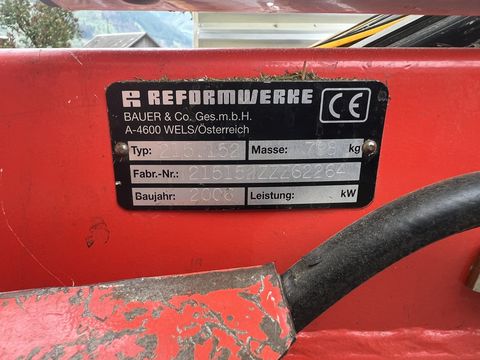 REFORMWERKE CE
BAUER & Co. Ges.m.b.H.
A-4600 WELS/Österreich
Typ: Masse: kg
Fabr.-Nr.:
Baujahr: 2008 Leistung: kW